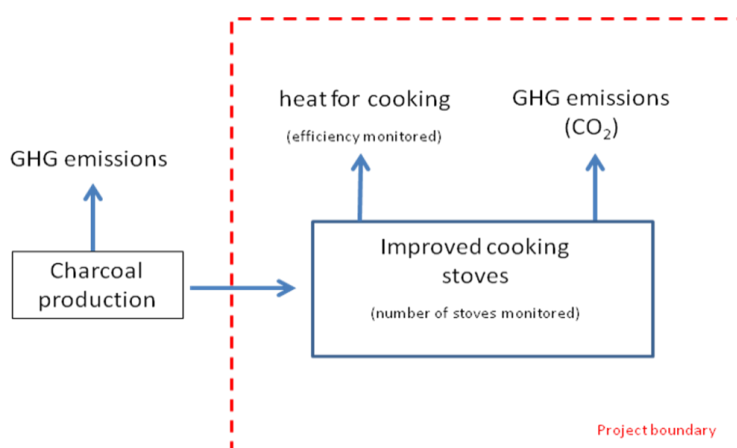 heat for cooking
(efficiency monitored)
GHG emissions
(CO₂)
GHG emissions
Charcoal
production
Improved cooking
stoves
(number of stoves monitored)
Project boundary